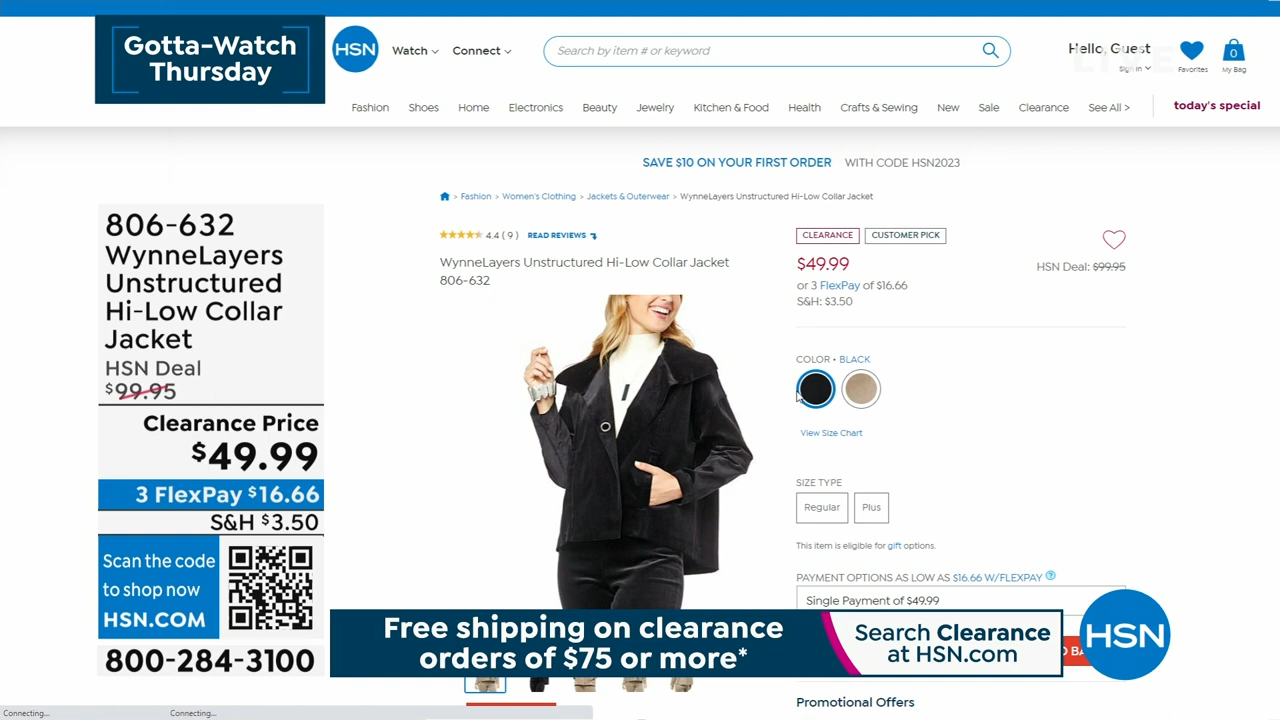 Gotta-Watch
Thursday
HSN
Watch
Connect
Search by item # or keyword
Hello, Guest
LIVE
Sign In
Favorites
0
My Bag
Fashion
Shoes
Home
Electronics
Beauty
Jewelry
Kitchen & Food
Health
Crafts & Sewing
New
Sale
Clearance
See All >
today's special
SAVE $10 ON YOUR FIRST ORDER WITH CODE HSN2023
> Fashion > Women's Clothing > Jackets & Outerwear > WynneLayers Unstructured Hi-Low Collar Jacket
806-632
WynneLayers
Unstructured
Hi-Low Collar
Jacket
HSN Deal
$99.95
Clearance Price
$49.99
3 FlexPay $16.66
S&H $3.50
Scan the code
to shop now
HSN.COM
800-284-3100
4.4 ( 9 ) READ REVIEWS
WynneLayers Unstructured Hi-Low Collar Jacket
806-632
CLEARANCE
CUSTOMER PICK
$49.99
HSN Deal: $99.95
or 3 FlexPay of $16.66
S&H: $3.50
COLOR • BLACK
View Size Chart
SIZE TYPE
Regular
Plus
This item is eligible for gift options.
PAYMENT OPTIONS AS LOW AS $16.66 W/FLEXPAY
Single Payment of $49.99
Free shipping on clearance
orders of $75 or more*
Search Clearance
at HSN.com
HSN
Promotional Offers
Connecting...
Connecting...